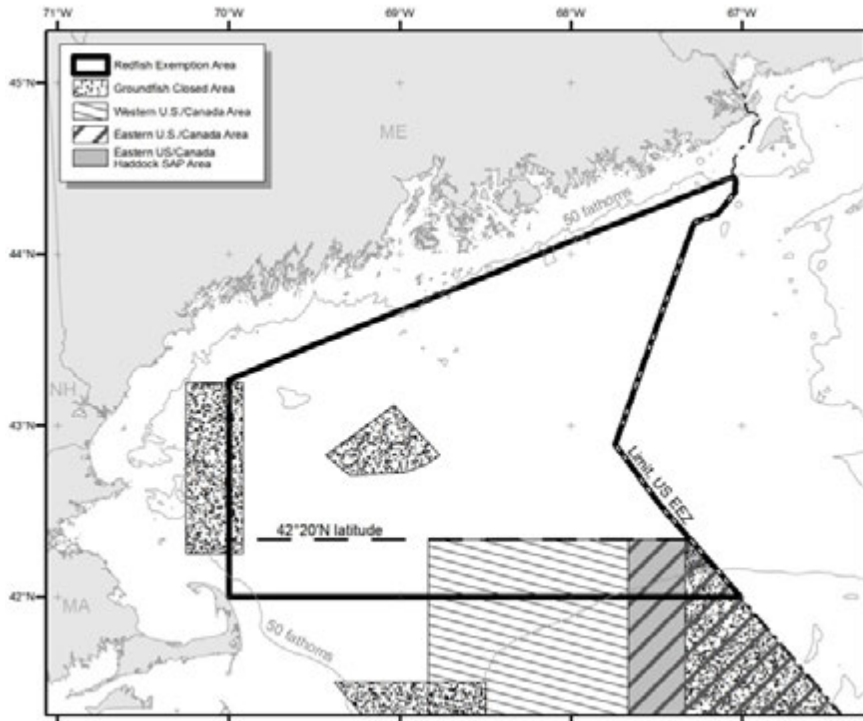 71°W
70°W
69°W
68°W
67°W
Redfish Exemption Area
Groundfish Closed Area
Western U.S./Canada Area
Eastern U.S./Canada Area
Eastern US/Canada
Haddock SAP Area
45°N
ME
50 fathoms
44°N
NH
43°N
Limit, US EEZ
42°20'N latitude
42°N
MA
50 fathoms